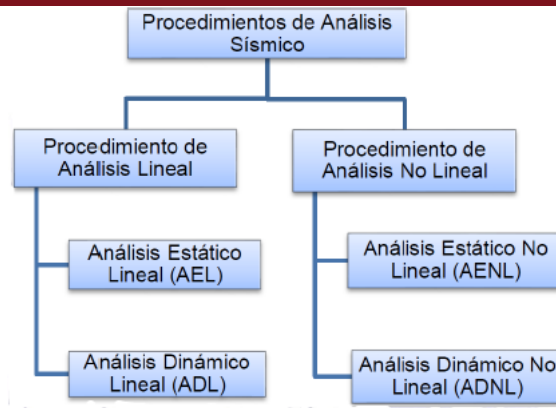 Procedimientos de Análisis
Sísmico
Procedimiento de
Análisis Lineal
Análisis Estático
Lineal (AEL)
Análisis Dinámico
Lineal (ADL)
Procedimiento de
Análisis No Lineal
Análisis Estático No
Lineal (AENL)
Análisis Dinámico No
Lineal (ADNL)